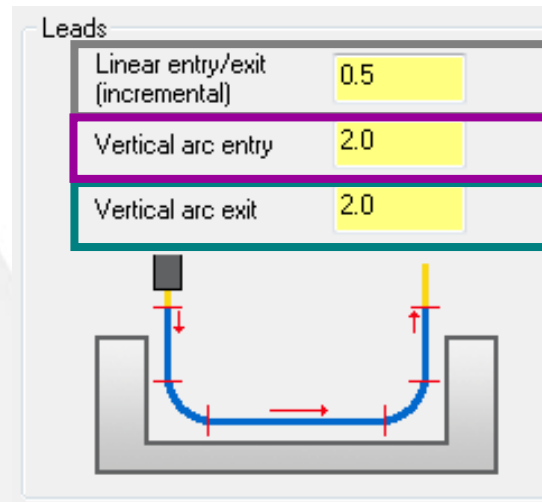 Leads
Linear entry/exit 0.5
(incremental)
Vertical arc entry 2.0
Vertical arc exit 2.0